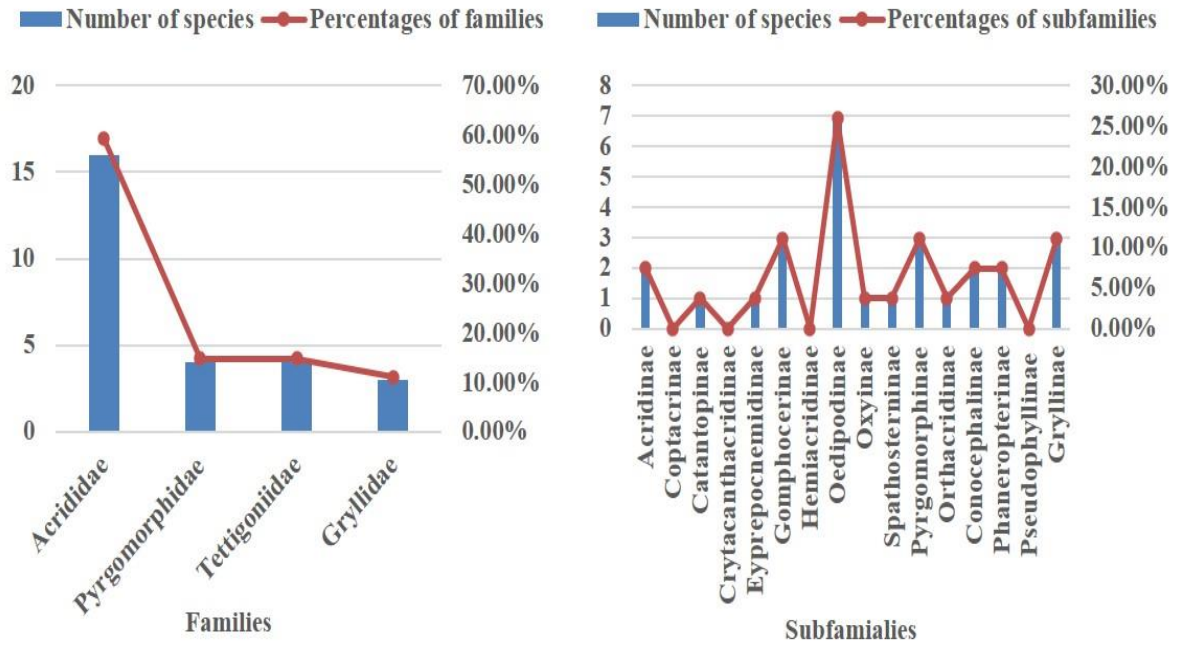 Number of species Percentages of families
20
15
10
5
0
70.00%
60.00%
50.00%
40.00%
30.00%
20.00%
10.00%
0.00%
Acrididae
Pyrgomorphidae
Tettigoniidae
Gryllidae
Families
Number of species Percentages of subfamilies
8
7
6
5
4
3
2
1
0
30.00%
25.00%
20.00%
15.00%
10.00%
5.00%
0.00%
Acridinae
Coptacrinae
Catantopinae
Crytacanthacridinae
Eyprepocnemidinae
Gomphocerinae
Hemiacridinae
Oedipodinae
Oxyinae
Spathosterninae
Pyrgomorphinae
Orthacridinae
Conocephalinae
Phaneropterinae
Pseudophyllinae
Gryllinae
Subfamialies